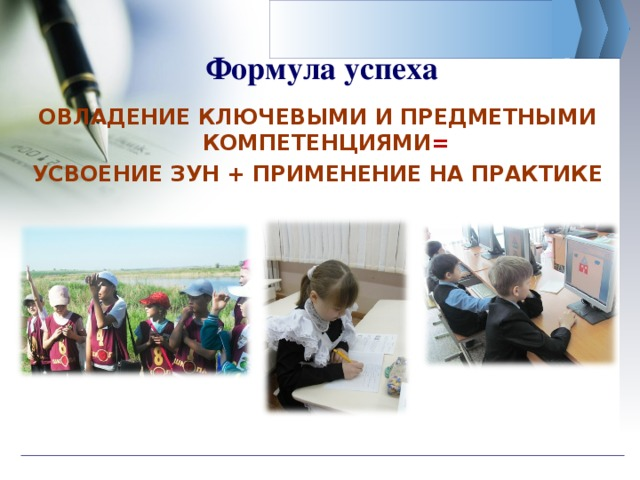 Формула успеха
ОВЛАДЕНИЕ КЛЮЧЕВЫМИ И ПРЕДМЕТНЫМИ
КОМПЕТЕНЦИЯМИ=
УСВОЕНИЕ ЗУН + ПРИМЕНЕНИЕ НА ПРАКТИКЕ